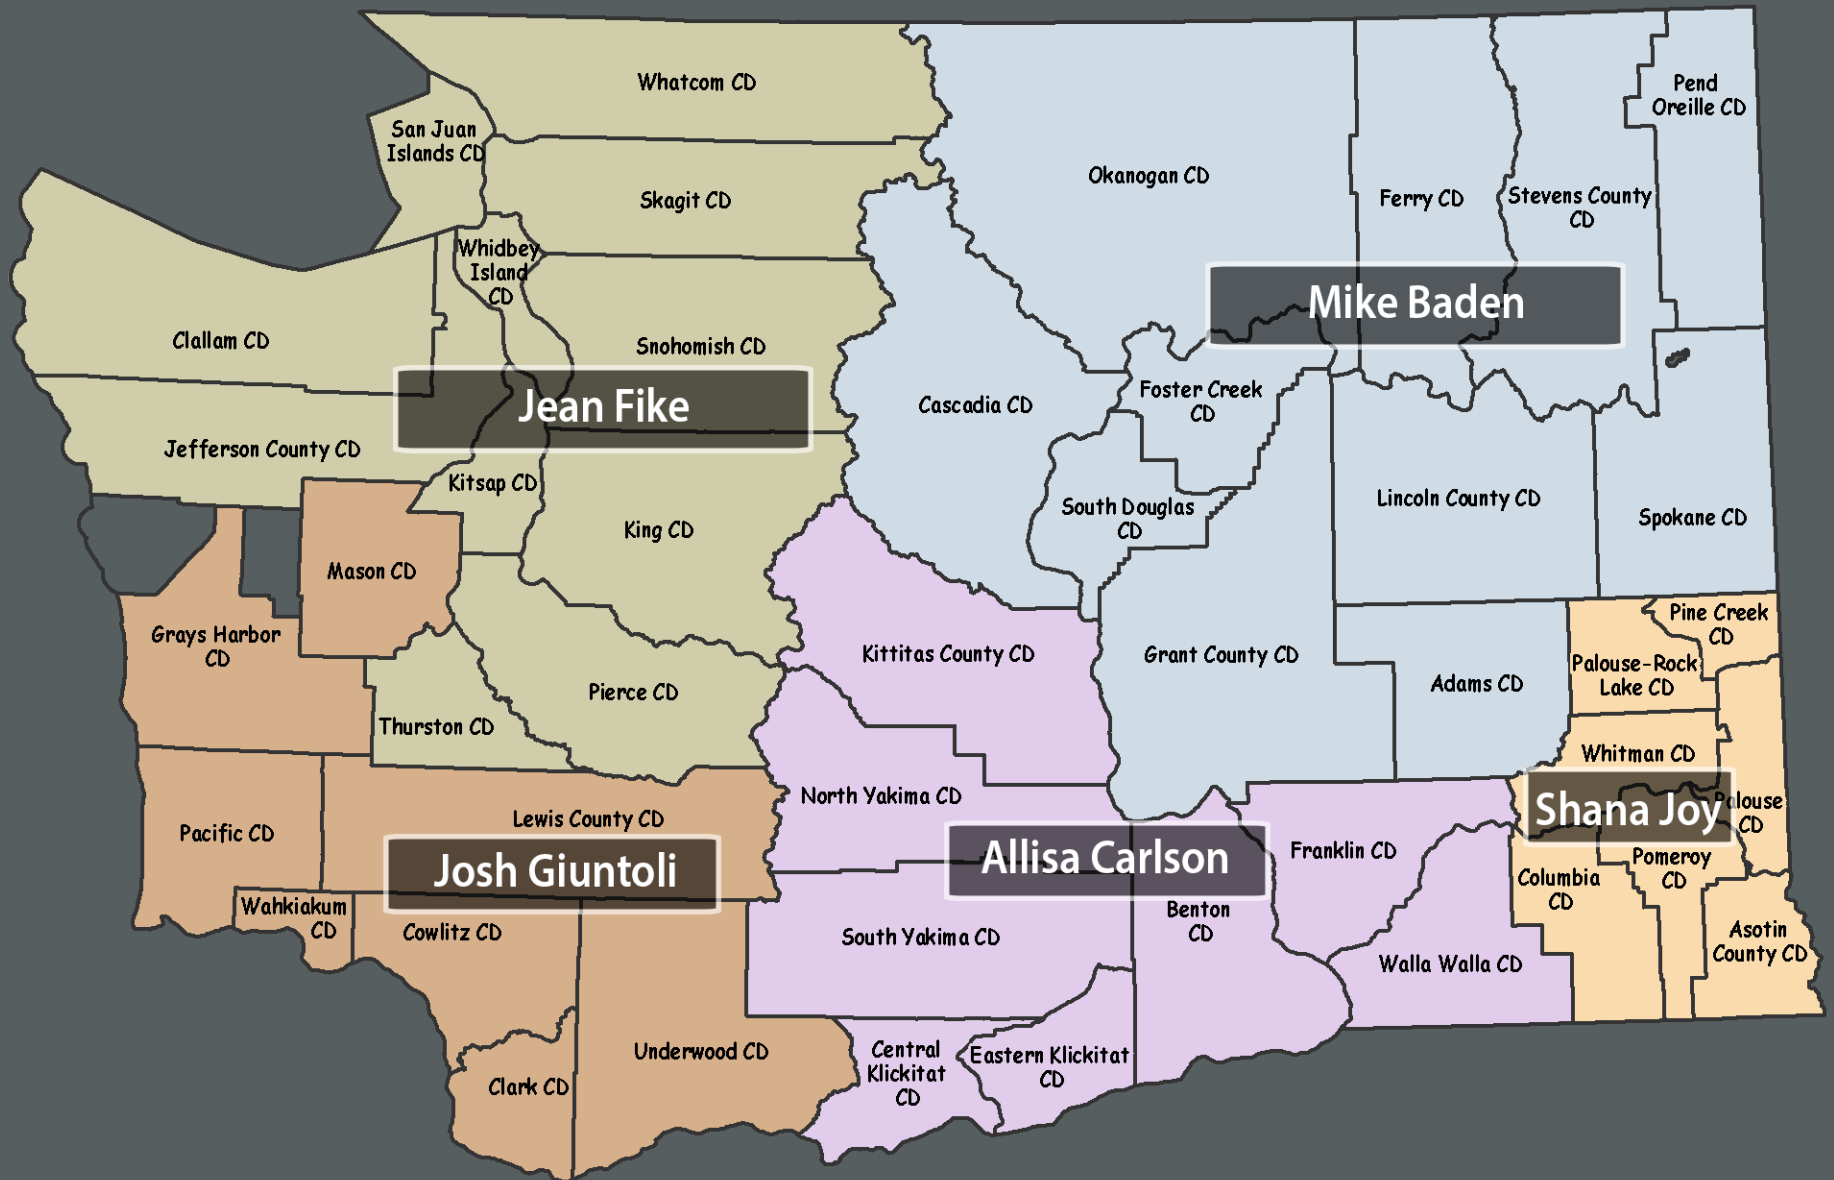 Whatcom CD
San Juan
Islands CD
Skagit CD
Whidbey
Island
CD
Clallam CD
Snohomish CD
Jean Fike
Jefferson County CD
Kitsap CD
King CD
Mason CD
Grays Harbor
CD
Pierce CD
Thurston CD
Okanogan CD
Ferry CD
Stevens County
CD
Pend
Oreille CD
Mike Baden
Cascadia CD
Foster Creek
CD
South Douglas
CD
Lincoln County CD
Spokane CD
Grant County CD
Adams CD
Kittitas County CD
North Yakima CD
Pine Creek
CD
Palouse-Rock
Lake CD
Whitman CD
Shana Joy
Palouse
CD
Pomeroy
CD
Columbia
CD
Asotin
County CD
Pacific CD
Lewis County CD
Josh Giuntoli
Wahkiakum
CD
Cowlitz CD
Clark CD
Underwood CD
Allisa Carlson
Franklin CD
Benton
CD
South Yakima CD
Walla Walla CD
Central
Klickitat
CD
Eastern Klickitat
CD